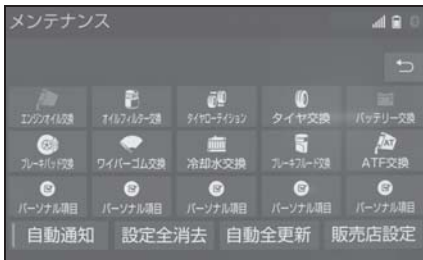 メンテナンス
エンジンオイル交換 オイルフィルター交換 タイヤローテイション タイヤ交換 バッテリー交換
ブレーキパッド交換 ワイパーゴム交換 冷却水交換 ブレーキフルード交換 ATF交換
パーソナル項目 パーソナル項目 パーソナル項目 パーソナル項目 パーソナル項目
自動通知 設定全消去 自動全更新 販売店設定